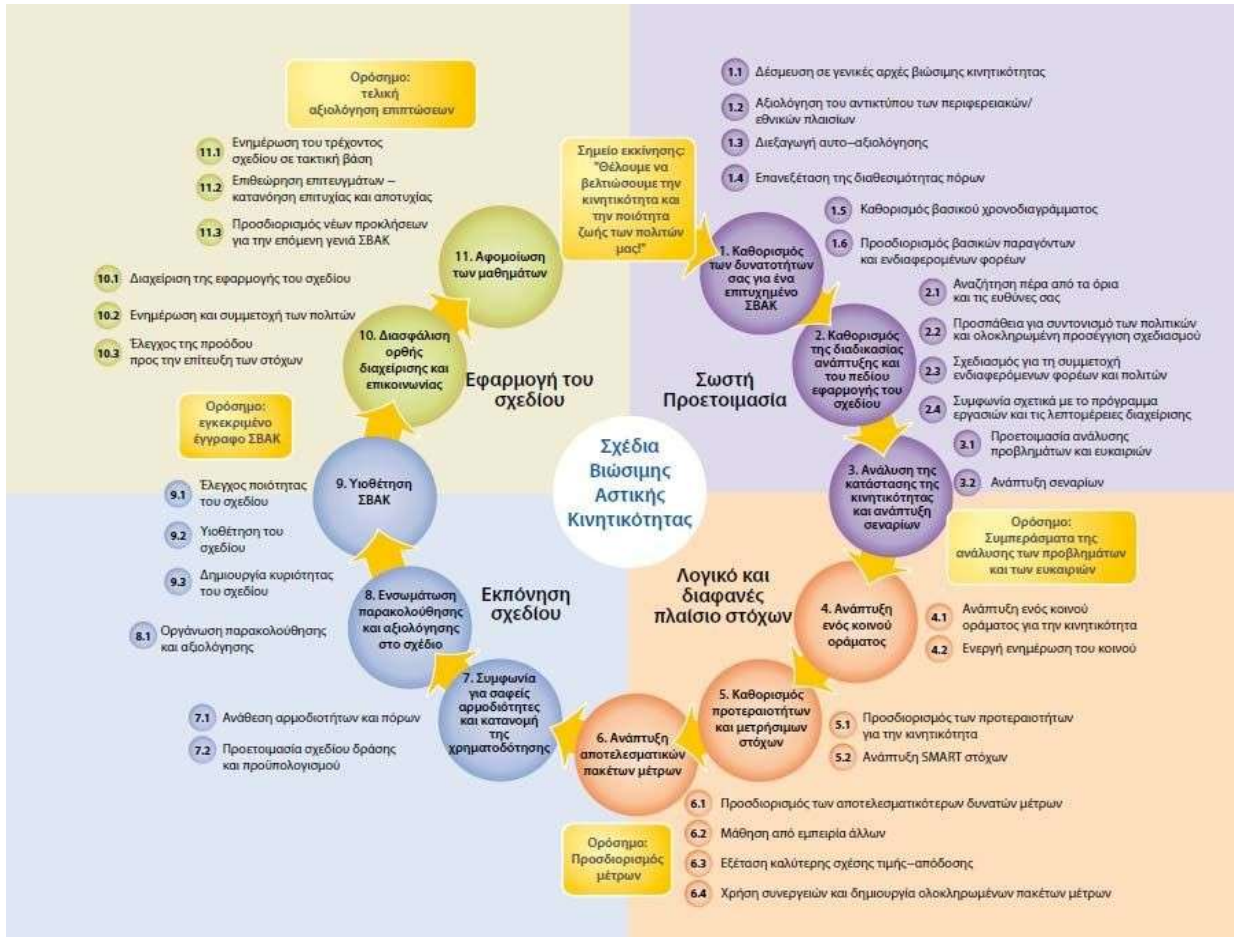 Σημείο εκκίνησης:
"Θέλουμε να
βελτιώσουμε την
κινητικότητα και
την ποιότητα
ζωής των πολιτών
μας!"
1. Καθορισμός
των δυνατοτήτων
σας για ένα
επιτυχημένο
ΣΒΑΚ
1.1 Δέσμευση σε γενικές αρχές βιώσιμης κινητικότητας
1.2 Αξιολόγηση του αντικτύπου των περιφερειακών/
εθνικών πλαισίων
1.3 Διεξαγωγή αυτο–αξιολόγησης
1.4 Επανεξέταση της διαθεσιμότητας πόρων
1.5 Καθορισμός βασικού χρονοδιαγράμματος
1.6 Προσδιορισμός βασικών παραγόντων
και ενδιαφερομένων φορέων
2. Καθορισμός
της διαδικασίας
ανάπτυξης και
του πεδίου
εφαρμογής του
σχεδίου
2.1 Αναζήτηση πέρα από τα όρια
και τις ευθύνες σας
2.2 Προσπάθεια για συντονισμό των πολιτικών
και ολοκληρωμένη προσέγγιση σχεδιασμού
2.3 Σχεδιασμός για τη συμμετοχή
ενδιαφερόμενων φορέων και πολιτών
2.4 Συμφωνία σχετικά με το πρόγραμμα
εργασιών και τις λεπτομέρειες διαχείρισης
Σωστή
Προετοιμασία
3. Ανάλυση της
κατάστασης της
κινητικότητας
και ανάπτυξη
σεναρίων
3.1 Προετοιμασία ανάλυσης
προβλημάτων και ευκαιριών
3.2 Ανάπτυξη σεναρίων
Ορόσημο:
Συμπεράσματα της
ανάλυσης των προβλημάτων
και των ευκαιριών
Λογικό και
διαφανές
πλαίσιο στόχων
4. Ανάπτυξη
ενός κοινού
οράματος
4.1 Ανάπτυξη ενός κοινού
οράματος για την κινητικότητα
4.2 Ενεργή ενημέρωση του κοινού
5. Καθορισμός
προτεραιοτήτων
και μετρήσιμων
στόχων
5.1 Προσδιορισμός των προτεραιοτήτων
για την κινητικότητα
5.2 Ανάπτυξη SMART στόχων
6. Ανάπτυξη
αποτελεσματικών
πακέτων μέτρων
6.1 Προσδιορισμός των αποτελεσματικότερων δυνατών μέτρων
6.2 Μάθηση από εμπειρία άλλων
6.3 Εξέταση καλύτερης σχέσης τιμής–απόδοσης
6.4 Χρήση συνεργειών και δημιουργία ολοκληρωμένων πακέτων μέτρων
Ορόσημο:
Προσδιορισμός
μέτρων
7. Συμφωνία
για σαφείς
αρμοδιότητες
και κατανομή
της
χρηματοδότησης
7.1 Ανάθεση αρμοδιοτήτων και πόρων
7.2 Προετοιμασία σχεδίου δράσης
και προϋπολογισμού
Εκπόνηση
σχεδίου
8. Ενσωμάτωση
παρακολούθησης
και αξιολόγησης
στο σχέδιο
8.1 Οργάνωση παρακολούθησης
και αξιολόγησης
9. Υιοθέτηση
ΣΒΑΚ
9.1 Έλεγχος ποιότητας
του σχεδίου
9.2 Υιοθέτηση του
σχεδίου
9.3 Δημιουργία κυριότητας
του σχεδίου
Ορόσημο:
εγκεκριμένο
έγγραφο ΣΒΑΚ
Εφαρμογή του
σχεδίου
10. Διασφάλιση
ορθής
διαχείρισης και
επικοινωνίας
10.1 Διαχείριση της εφαρμογής του σχεδίου
10.2 Ενημέρωση και συμμετοχή των πολιτών
10.3 Έλεγχος της προόδου
προς την επίτευξη των στόχων
11. Αφομοίωση
των μαθημάτων
11.1 Ενημέρωση του τρέχοντος
σχεδίου σε τακτική βάση
11.2 Επιθεώρηση επιτευγμάτων –
κατανόηση επιτυχίας και αποτυχίας
11.3 Προσδιορισμός νέων προκλήσεων
για την επόμενη γενιά ΣΒΑΚ
Ορόσημο:
τελική
αξιολόγηση επιπτώσεων
Σχέδια
Βιώσιμης
Αστικής
Κινητικότητας